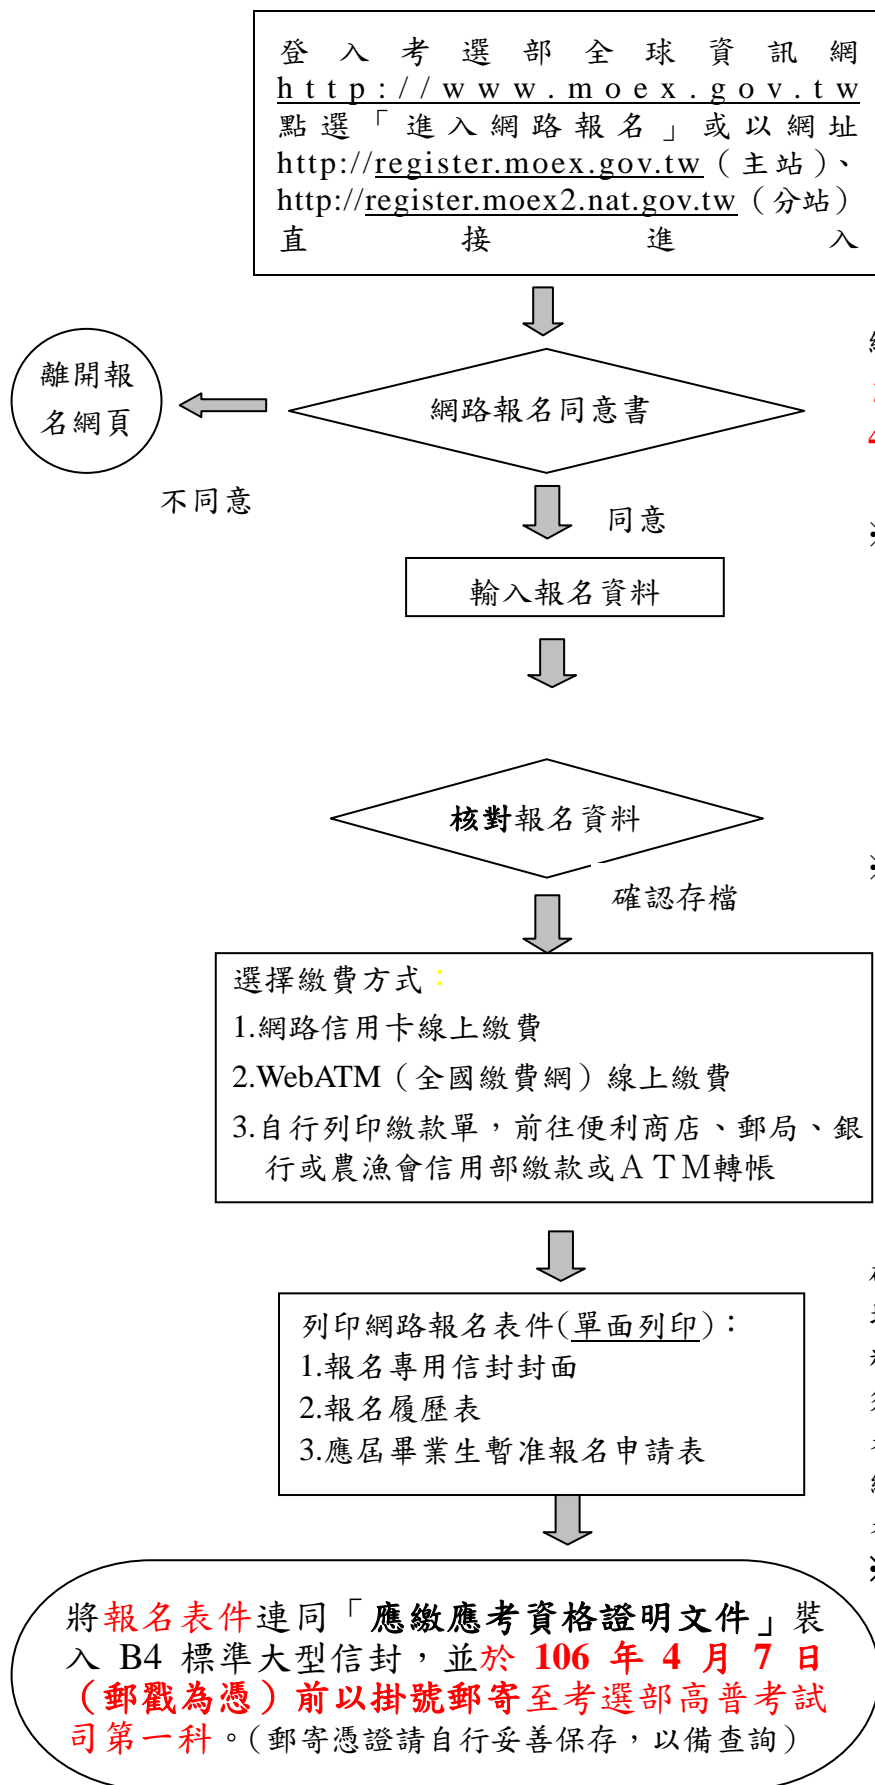 登入考選部全球資訊網
http://www.moex.gov.tw
點選「進入網路報名」或以網址
http://register.moex.gov.tw（主站）、
http://register.moex2.nat.gov.tw（分站）
直接進入
離開報
名網頁
網路報名同意書
不同意
同意
輸入報名資料
核對報名資料
確認存檔
選擇繳費方式：
1.網路信用卡線上繳費
2.WebATM（全國繳費網）線上繳費
3.自行列印繳款單，前往便利商店、郵局、銀
行或農漁會信用部繳款或ＡＴＭ轉帳
列印網路報名表件(單面列印)：
1.報名專用信封封面
2.報名履歷表
3.應屆畢業生暫准報名申請表
將報名表件連同「應繳應考資格證明文件」裝
入 B4 標準大型信封，並於 106 年 4 月 7 日
（郵戳為憑）前以掛號郵寄至考選部高普考試
司第一科。(郵寄憑證請自行妥善保存，以備查詢)